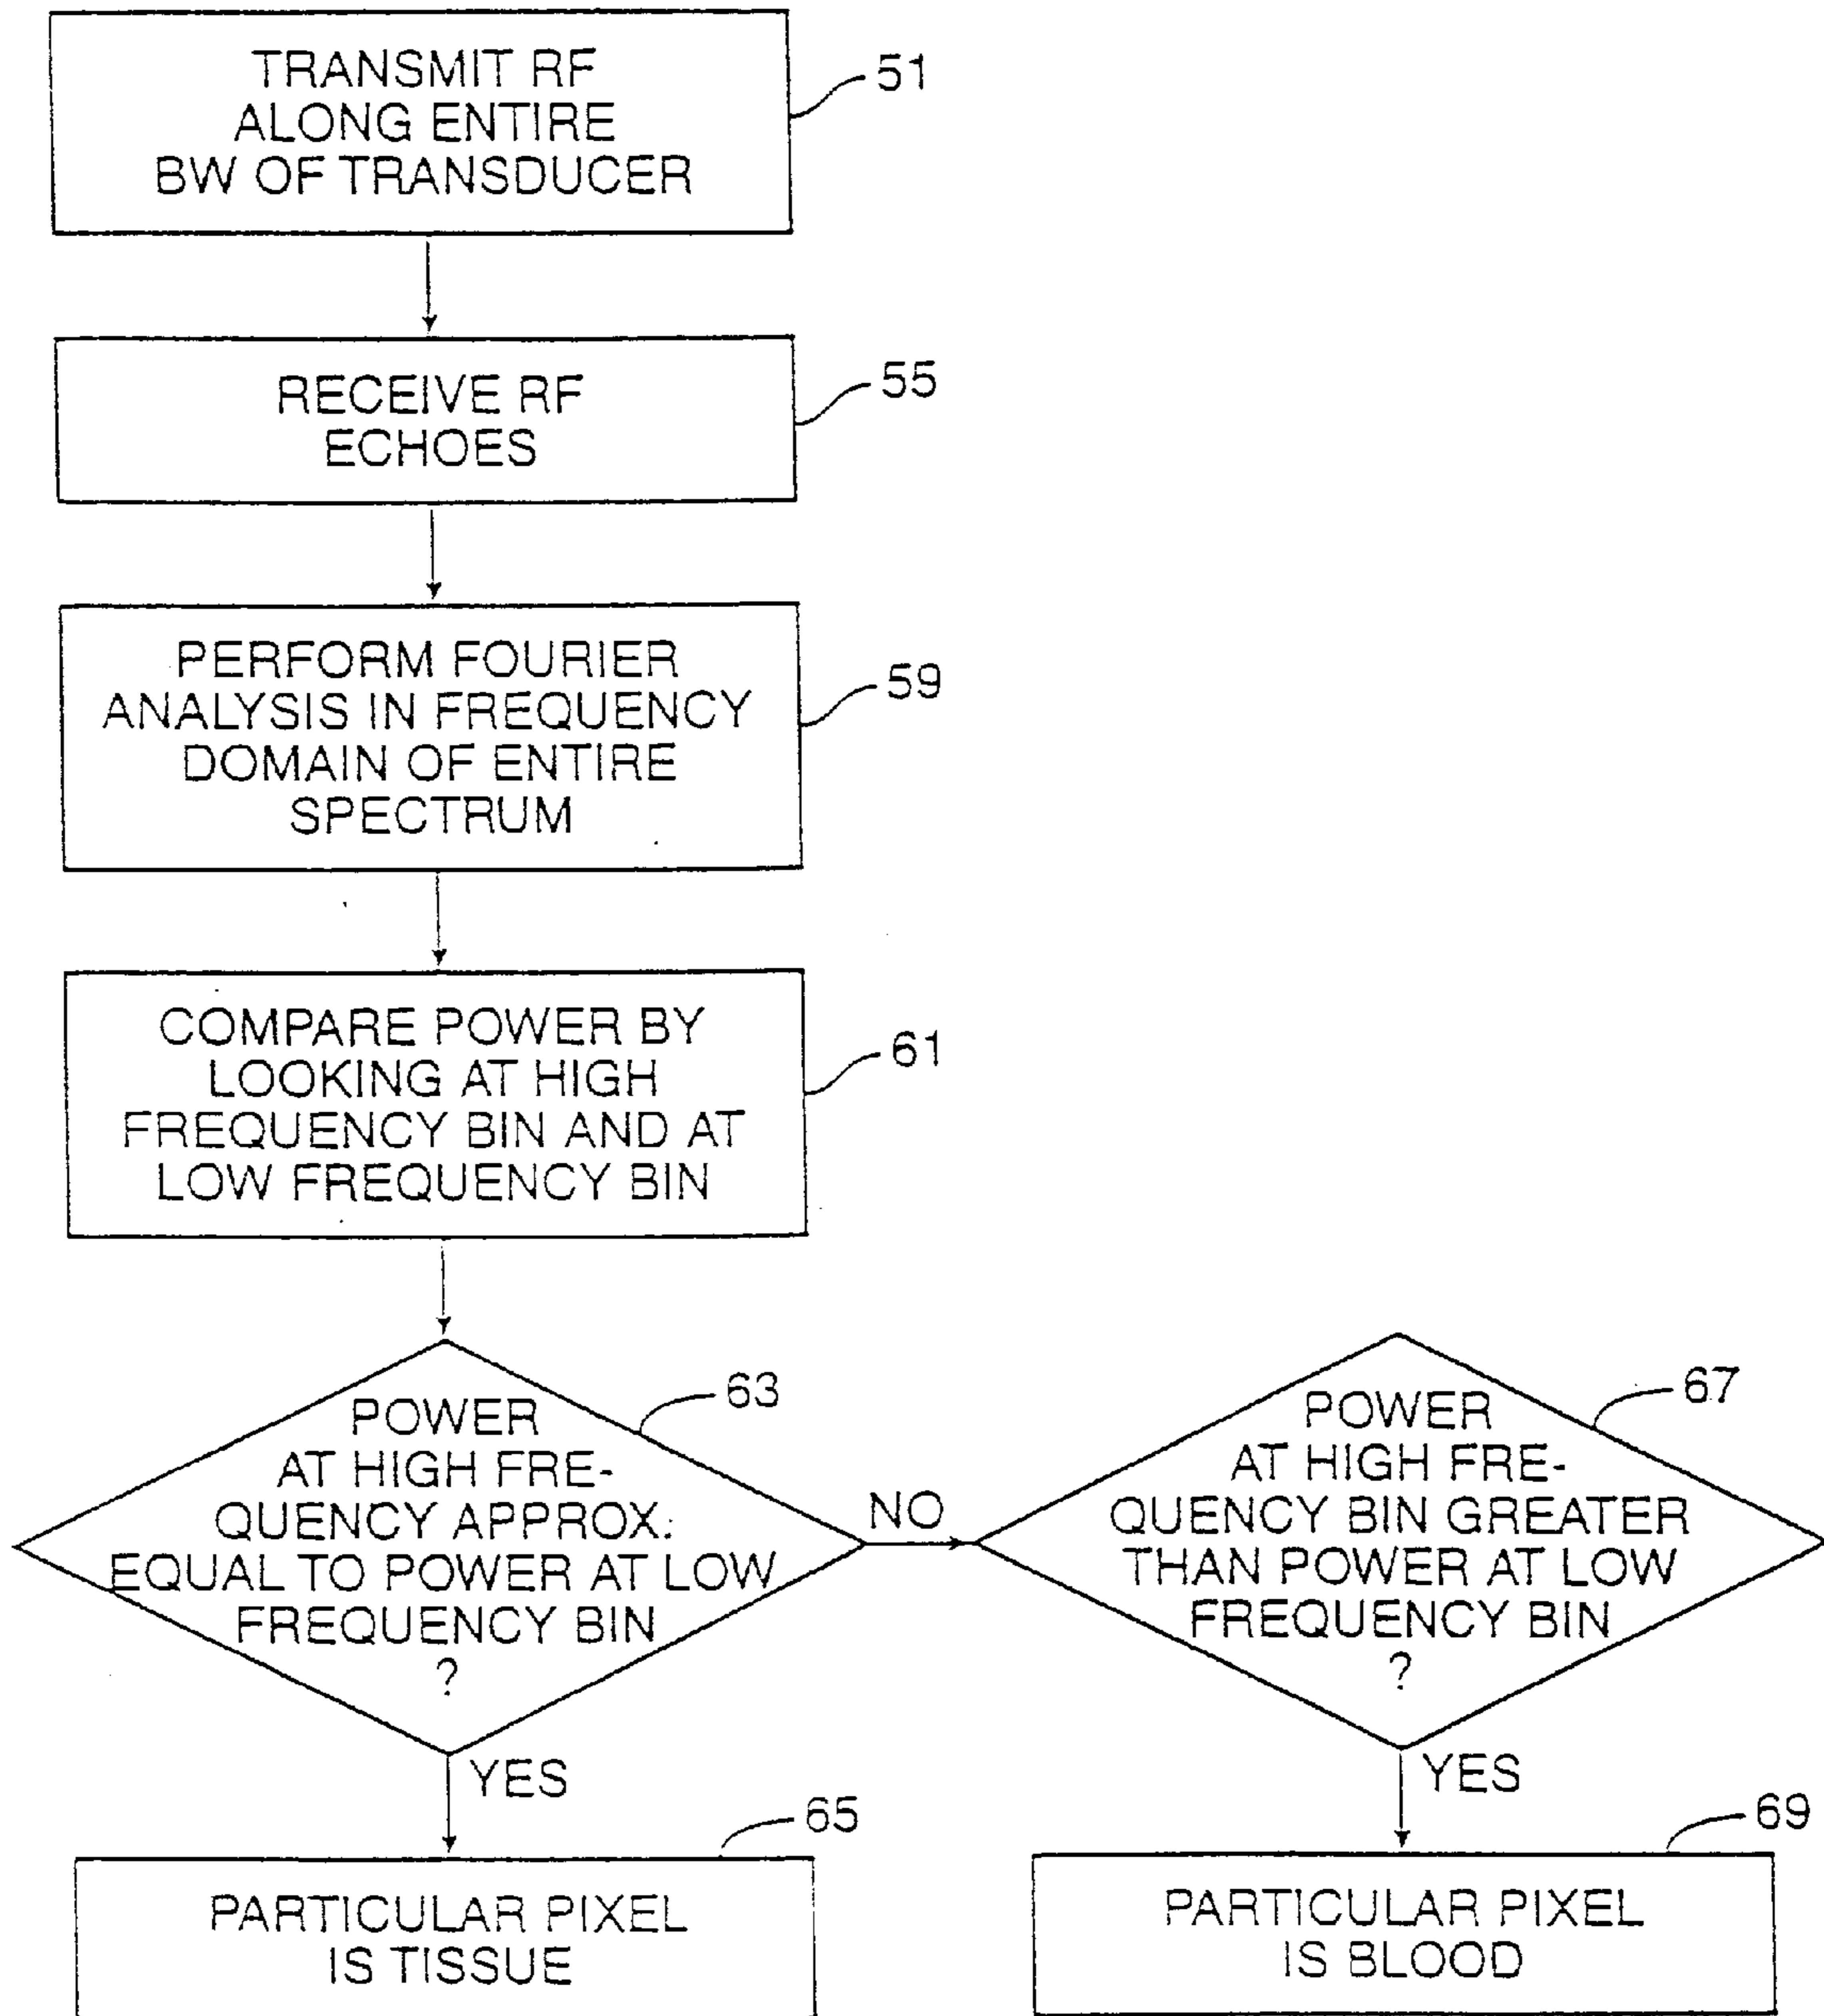 TRANSMIT RF
ALONG ENTIRE
BW OF TRANSDUCER
51
RECEIVE RF
ECHOES
55
PERFORM FOURIER
ANALYSIS IN FREQUENCY
DOMAIN OF ENTIRE
SPECTRUM
59
COMPARE POWER BY
LOOKING AT HIGH
FREQUENCY BIN AND AT
LOW FREQUENCY BIN
61
POWER
AT HIGH FRE-
QUENCY APPROX.
EQUAL TO POWER AT LOW
FREQUENCY BIN
?
63
NO
POWER
AT HIGH FRE-
QUENCY BIN GREATER
THAN POWER AT LOW
FREQUENCY BIN
?
67
YES
YES
PARTICULAR PIXEL
IS TISSUE
65
PARTICULAR PIXEL
IS BLOOD
69